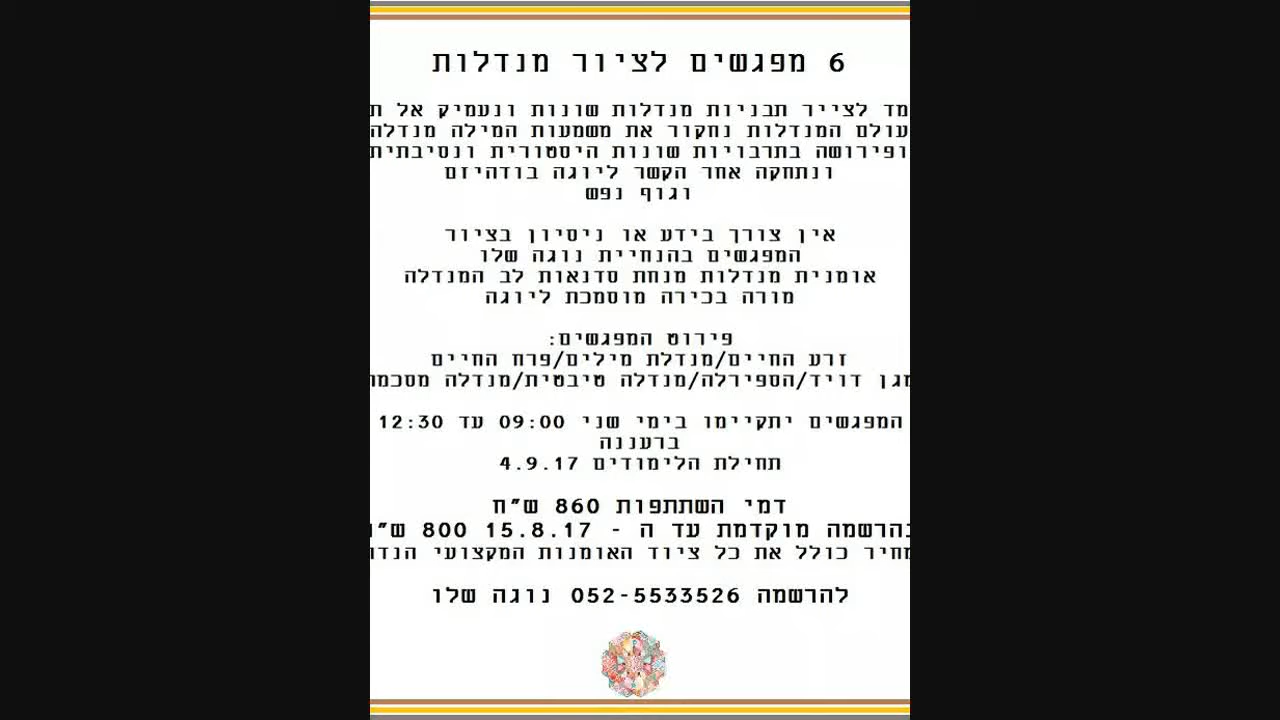 6 מפגשים לציור מנדלות
לצייר תבניות מנדלות שונות ונעמיק אל
עולם המנדלות נחקור את משמעות המילה מנדלה
ופירושה בתרבויות שונות היסטורית ונסיבתית
ונתחקה אחר הקשר ליוגה בודהיזם
וגוף נפש
אין צורך בידע או ניסיון בציור
המפגשים בהנחיית נוגה שלו
אומנית מנדלות מנחת סדנאות לב המנדלה
מורה בכירה מוסמכת ליוגה
פירוט המפגשים:
זרע החיים/מנדלת מילים/פרח החיים
מגן דויד/הספירלה/מנדלה טיבטית/מנדלה מסכמת
המפגשים יתקיימו בימי שני 09:00 עד 12:30
ברעננה
תחילת הלימודים 4.9.17
דמי השתתפות 860 ש"ח
בהרשמה מוקדמת עד ה - 15.8.17 800 ש"ח
מחיר כולל את כל ציוד האומנות המקצועי
להרשמה 052-5533526 נוגה שלו